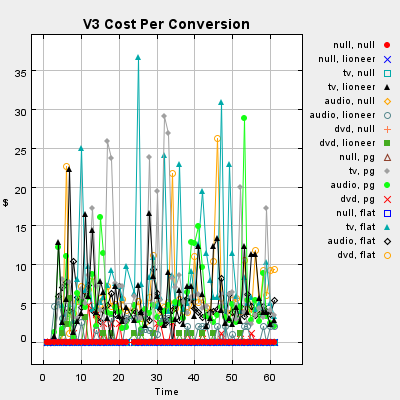 V3 Cost Per Conversion
$
35
30
25
20
15
10
5
0
0 10 20 30 40 50 60
Time
null, null
null, lioneer
tv, null
tv, lioneer
audio, null
audio, lioneer
dvd, null
dvd, lioneer
null, pg
tv, pg
audio, pg
dvd, pg
null, flat
tv, flat
audio, flat
dvd, flat